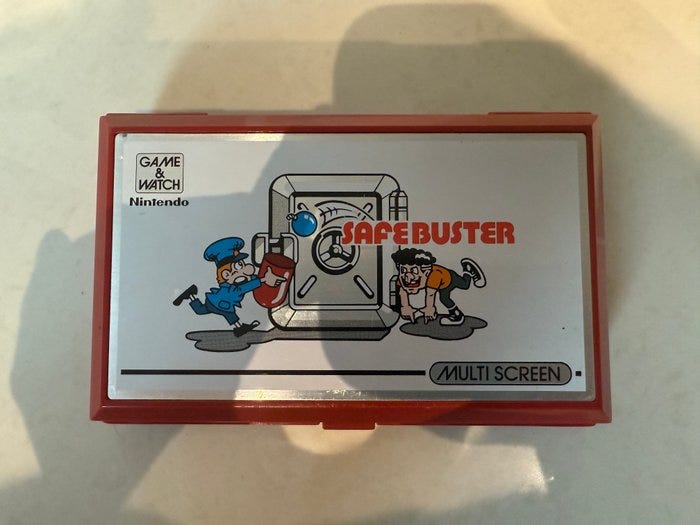 GAME
&
WATCH
Nintendo
SAFEBUSTER
MULTI SCREEN